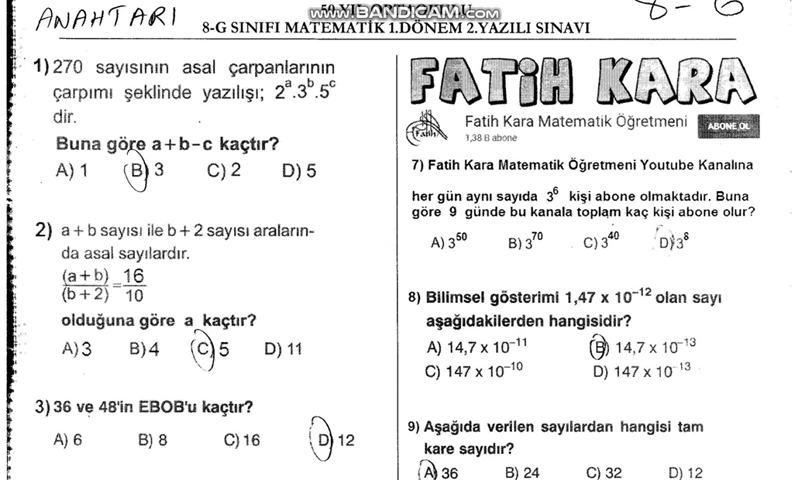 ANAHTARI
8-6
www.BANDICAM.com
8-G SINIFI MATEMATİK 1.DÖNEM 2.YAZILI SINAVI
1) 270 sayısının asal çarpanlarının
çarpımı şeklinde yazılışı; 2ᵃ.3ᵇ.5ᶜ
dir.
Buna göre a+b-c kaçtır?
A) 1 B) 3 C) 2 D) 5
2) a + b sayısı ile b + 2 sayısı araların-
da asal sayılardır.
(a + b) 16
(b + 2) = 10
olduğuna göre a kaçtır?
A) 3 B) 4 C) 5 D) 11
3) 36 ve 48'in EBOB'u kaçtır?
A) 6 B) 8 C) 16 D) 12
FATİH KARA
Fatih
Fatih Kara Matematik Öğretmeni
ABONE OL
1,38 B abone
7) Fatih Kara Matematik Öğretmeni Youtube Kanalına
her gün aynı sayıda 3⁶ kişi abone olmaktadır. Buna
göre 9 günde bu kanala toplam kaç kişi abone olur?
A) 3⁵⁰ B) 3⁷⁰ C) 3⁴⁰ D) 3⁸
8) Bilimsel gösterimi 1,47 x 10⁻¹² olan sayı
aşağıdakilerden hangisidir?
A) 14,7 x 10⁻¹¹ B) 14,7 x 10⁻¹³
C) 147 x 10⁻¹⁰ D) 147 x 10⁻¹³
9) Aşağıda verilen sayılardan hangisi tam
kare sayıdır?
A) 36 B) 24 C) 32 D) 12